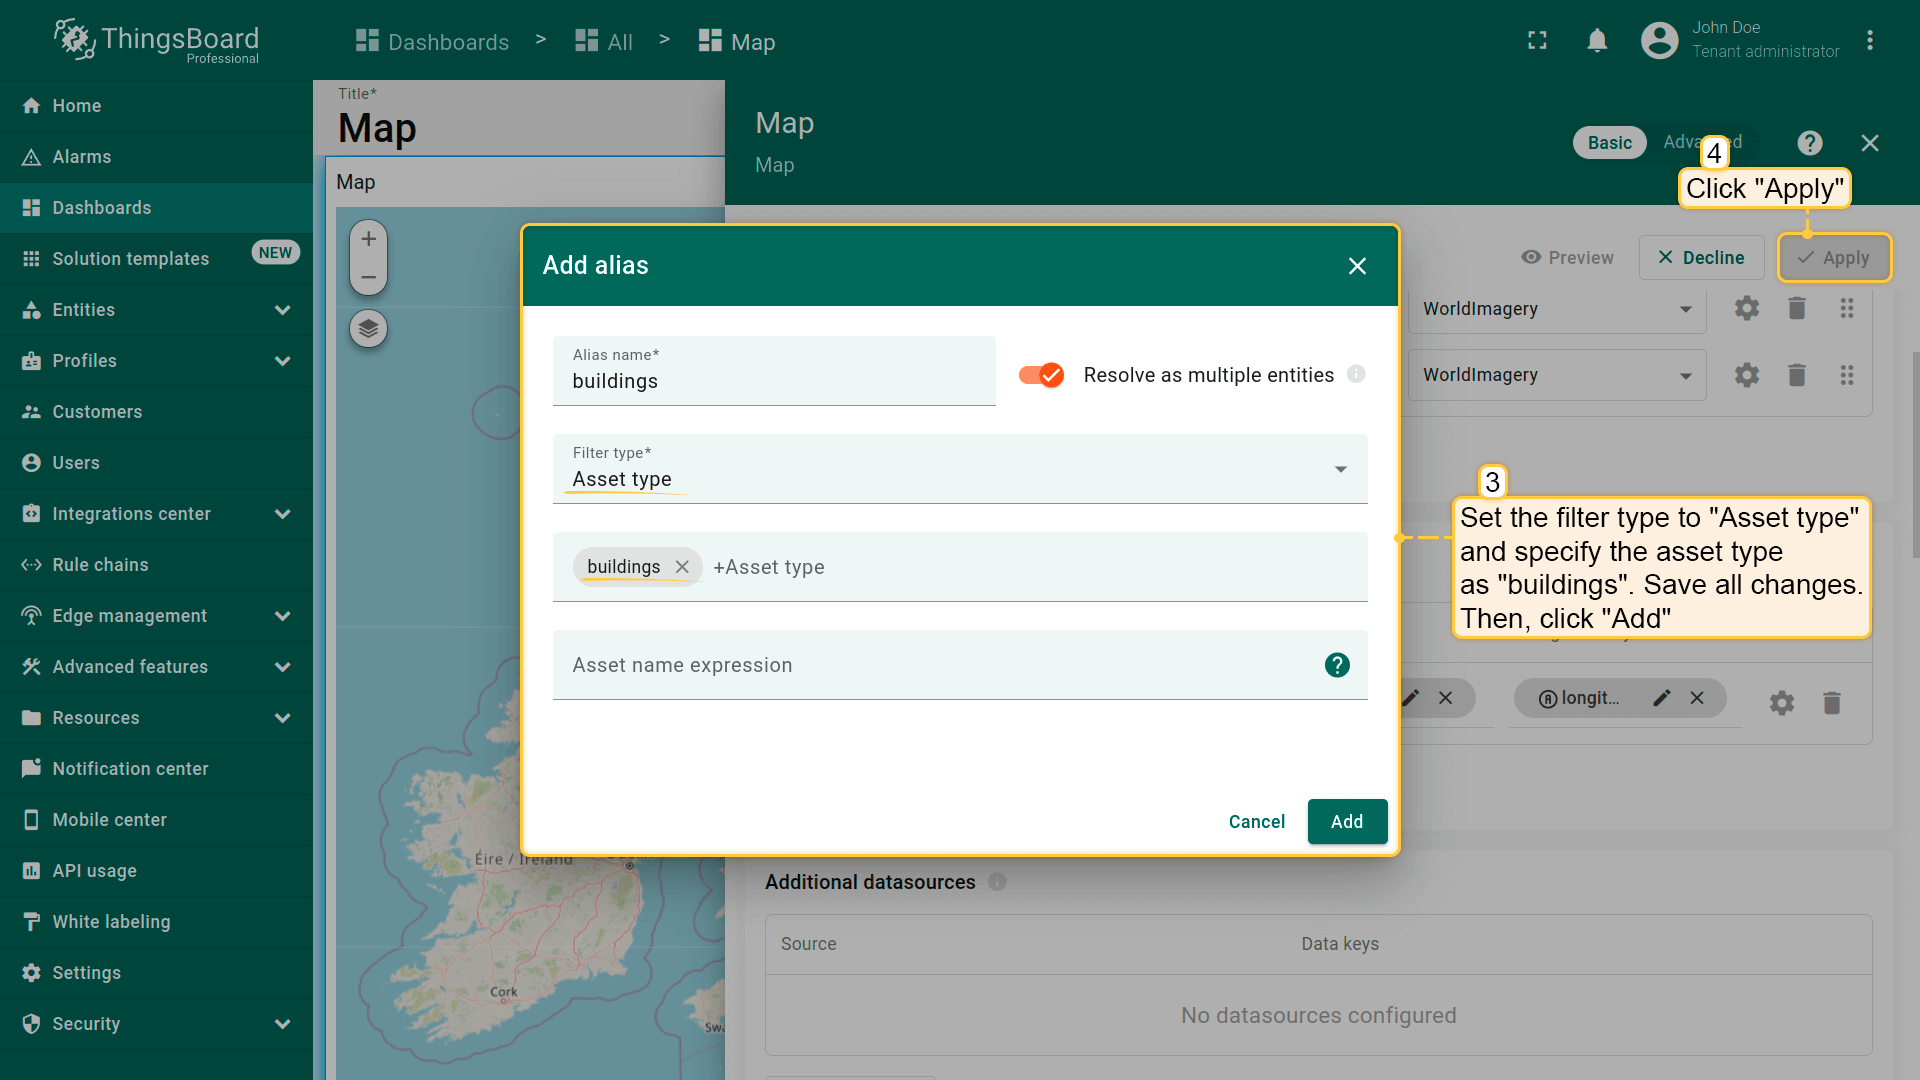 ThingsBoard
Professional
Dashboards > All > Map
John Doe
Tenant administrator
Home
Alarms
Dashboards
Solution templates NEW
Entities
Profiles
Customers
Users
Integrations center
Rule chains
Edge management
Advanced features
Resources
Notification center
Mobile center
API usage
White labeling
Settings
Security
Title*
Map
Map
+
−
Éire / Ireland
Cork
Map
Map
Basic
4
Click "Apply"
Preview
Decline
Apply
WorldImagery
WorldImagery
Add alias
Alias name*
buildings
Resolve as multiple entities
Filter type*
Asset type
buildings
+Asset type
Asset name expression
Cancel
Add
3
Set the filter type to "Asset type"
and specify the asset type
as "buildings". Save all changes.
Then, click "Add"
longit...
Additional datasources
Source
Data keys
No datasources configured